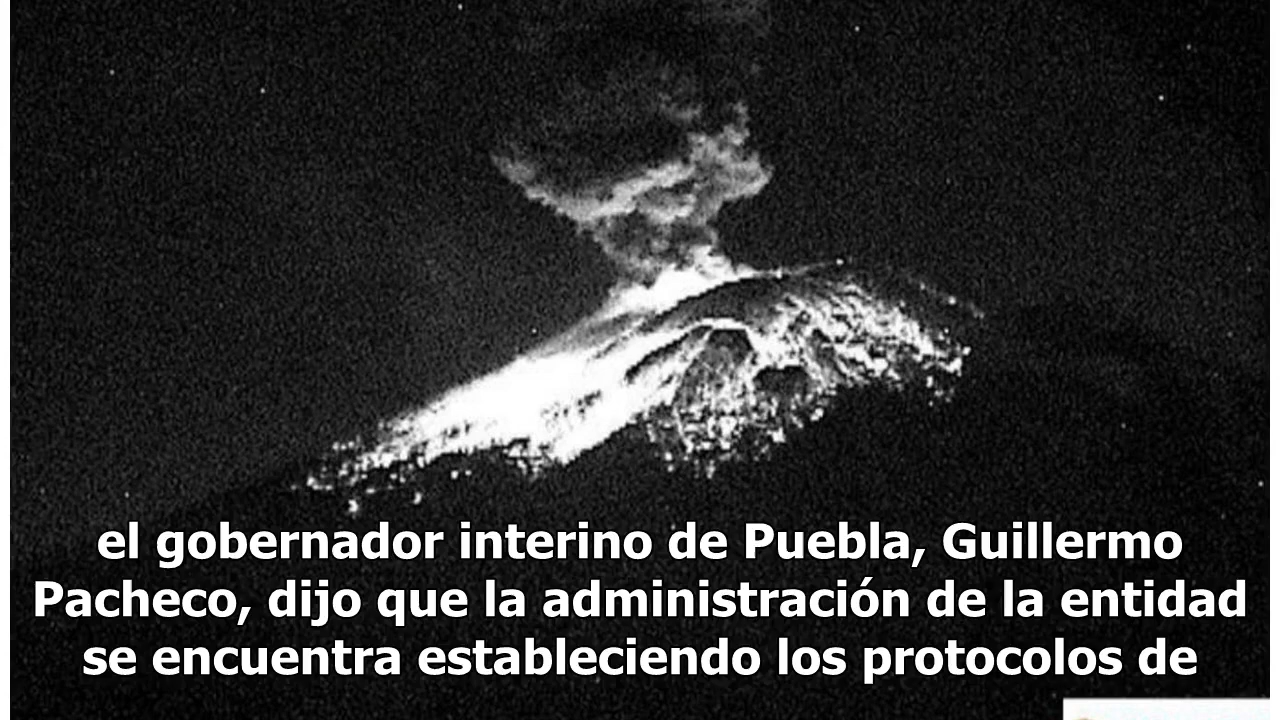 el gobernador interino de Puebla, Guillermo
Pacheco, dijo que la administración de la entidad
se encuentra estableciendo los protocolos de